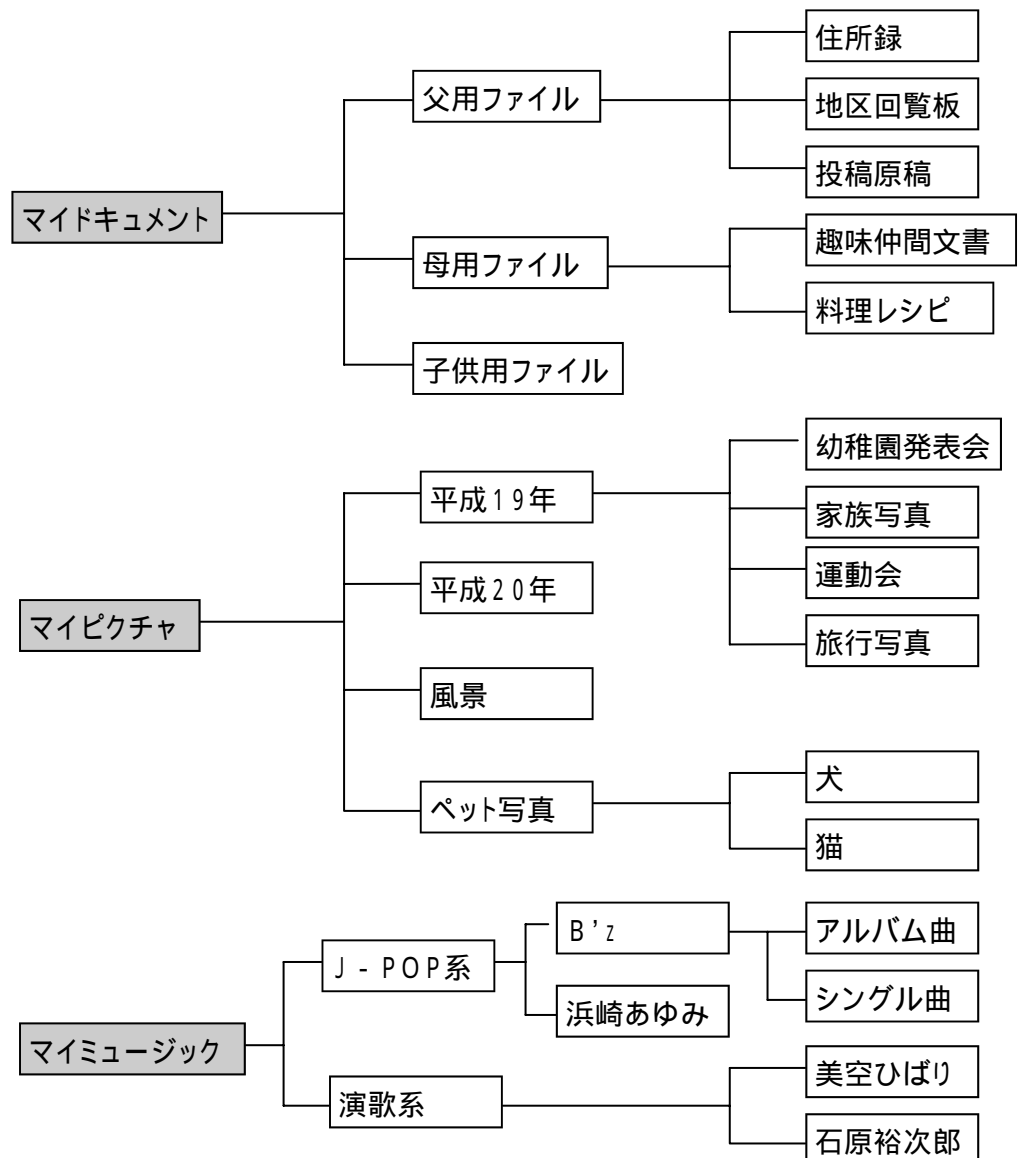 マイドキュメント
父用ファイル
住所録
地区回覧板
投稿原稿
母用ファイル
趣味仲間文書
料理レシピ
子供用ファイル
マイピクチャ
平成19年
幼稚園発表会
家族写真
運動会
旅行写真
平成20年
風景
ペット写真
犬
猫
マイミュージック
J-POP系
B'z
アルバム曲
シングル曲
浜崎あゆみ
演歌系
美空ひばり
石原裕次郎